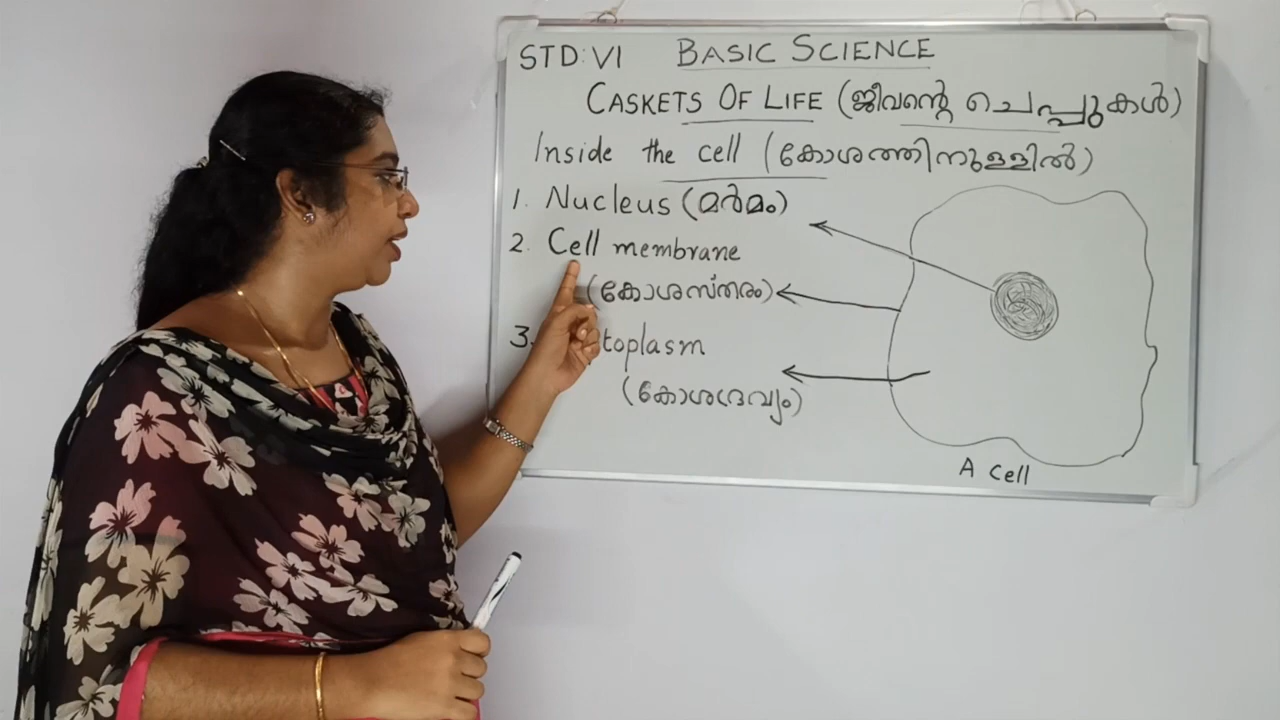 STD: VI BASIC SCIENCE
CASKETS OF LIFE (ജീവന്റെ ചെപ്പുകൾ)
Inside the cell (കോശത്തിനുള്ളിൽ)
1. Nucleus (മർമം)
2. Cell membrane
(കോശസ്തരം)
3. toplasm
(കോശദ്രവ്യം)
A Cell